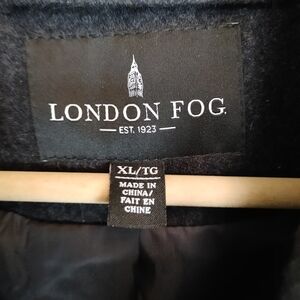 LONDON FOG
EST. 1923
XL/TG
MADE IN
CHINA/
FAIT EN
CHINE